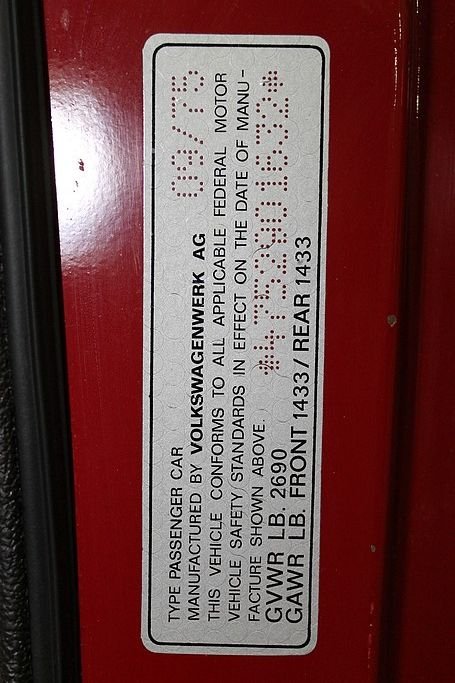 TYPE PASSENGER CAR
MANUFACTURED BY VOLKSWAGENWERK AG 09/75
THIS VEHICLE CONFORMS TO ALL APPLICABLE FEDERAL MOTOR
VEHICLE SAFETY STANDARDS IN EFFECT ON THE DATE OF MANU-
FACTURE SHOWN ABOVE *4752901632*
GVWR LB. 2690
GAWR LB. FRONT 1433 / REAR 1433